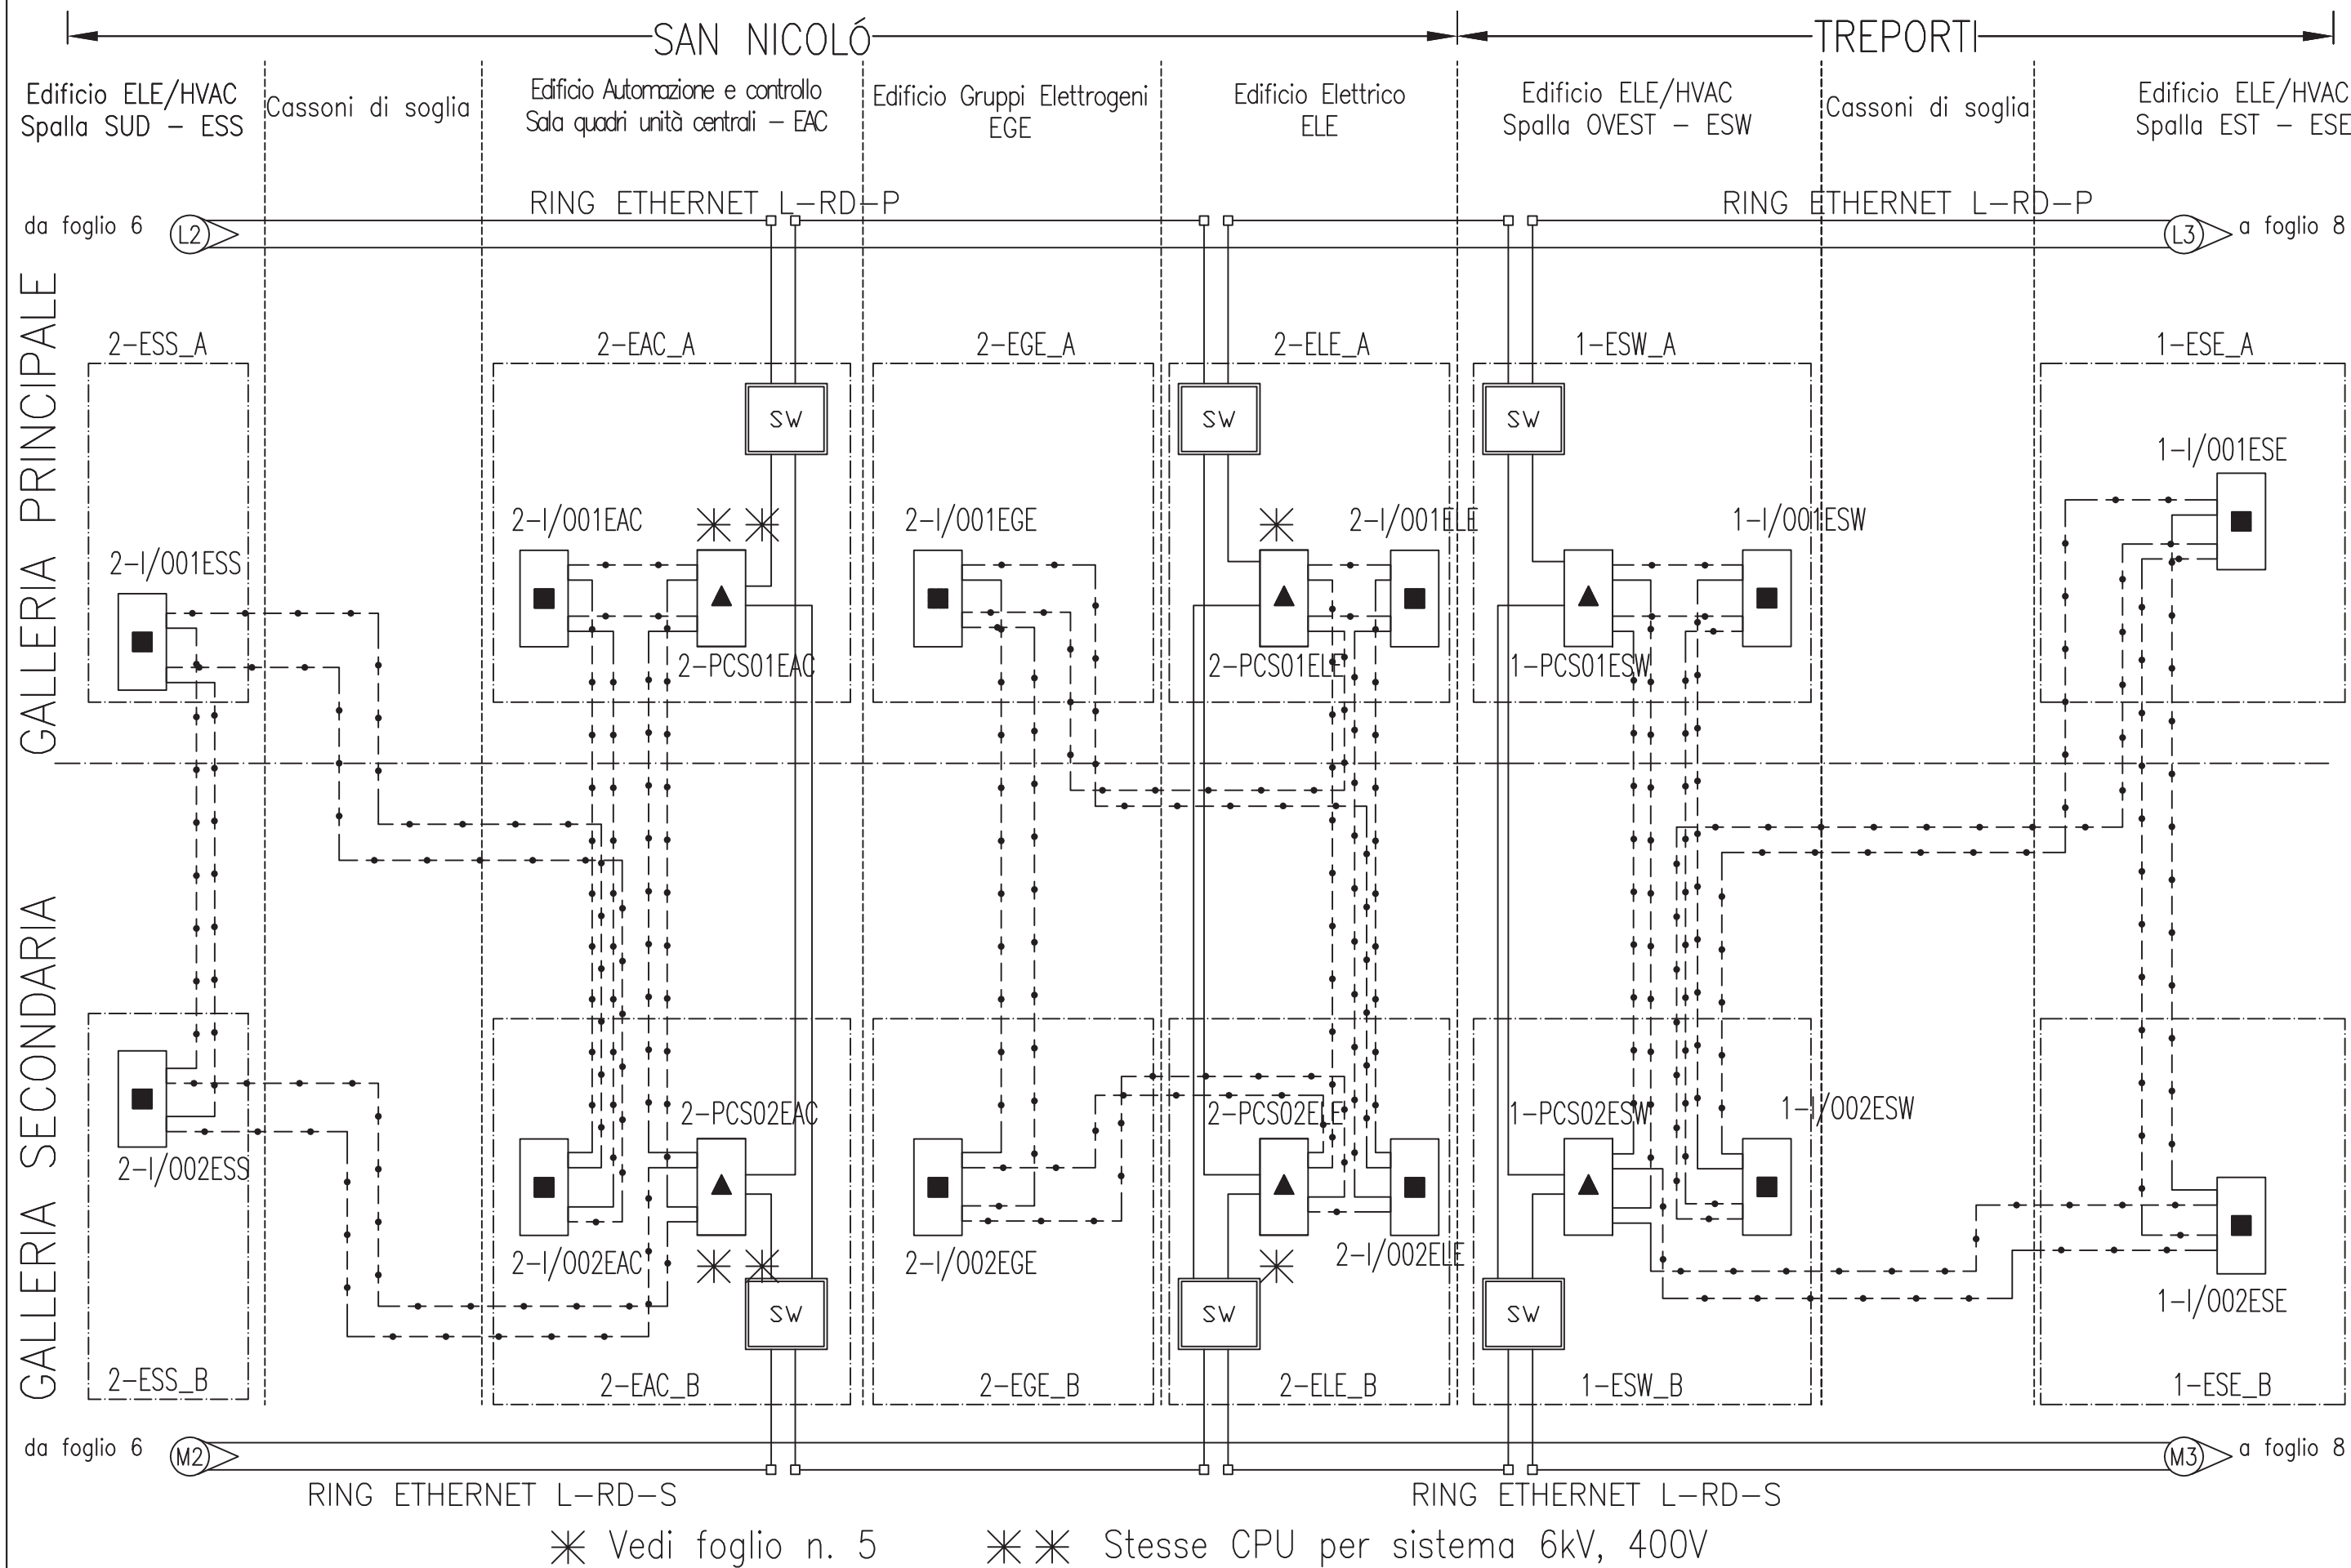 SAN NICOLÓ
TREPORTI
Edificio ELE/HVAC
Spalla SUD – ESS
Cassoni di soglia
Edificio Automazione e controllo
Sala quadri unità centrali – EAC
Edificio Gruppi Elettrogeni
EGE
Edificio Elettrico
ELE
Edificio ELE/HVAC
Spalla OVEST – ESW
Cassoni di soglia
Edificio ELE/HVAC
Spalla EST – ESE
RING ETHERNET L–RD–P
RING ETHERNET L–RD–P
da foglio 6
L2
L3
a foglio 8
GALLERIA PRINCIPALE
2–ESS_A
2–EAC_A
2–EGE_A
2–ELE_A
1–ESW_A
1–ESE_A
SW
SW
SW
1–I/001ESE
2–I/001EAC
2–I/001EGE
2–I/001ELE
1–I/001ESW
2–I/001ESS
2–PCS01EAC
2–PCS01ELE
1–PCS01ESW
GALLERIA SECONDARIA
2–PCS02EAC
2–PCS02ELE
1–PCS02ESW
1–I/002ESW
2–I/002ESS
2–I/002EAC
2–I/002EGE
2–I/002ELE
1–I/002ESE
SW
SW
SW
2–ESS_B
2–EAC_B
2–EGE_B
2–ELE_B
1–ESW_B
1–ESE_B
da foglio 6
M2
M3
a foglio 8
RING ETHERNET L–RD–S
RING ETHERNET L–RD–S
✳ Vedi foglio n. 5
✳✳ Stesse CPU per sistema 6kV, 400V